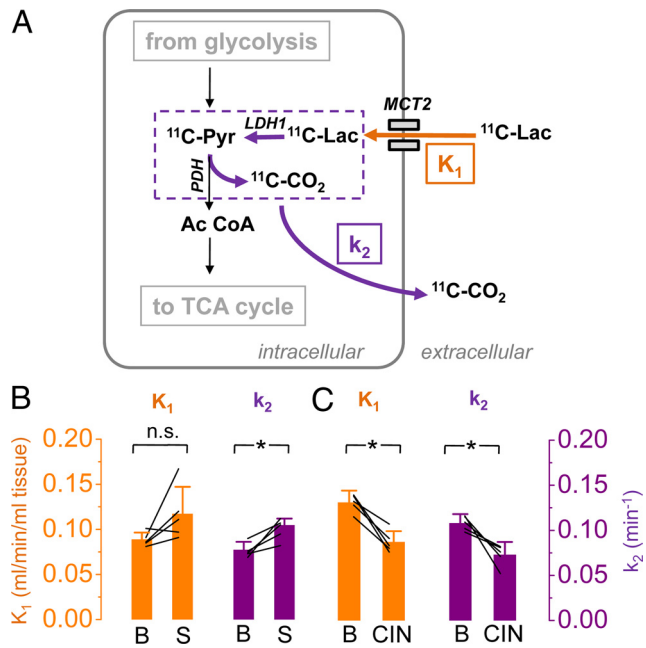 A
from glycolysis
MCT2
LDH1
¹¹C-Pyr
¹¹C-Lac
¹¹C-Lac
K₁
PDH
¹¹C-CO₂
Ac CoA
k₂
¹¹C-CO₂
to TCA cycle
intracellular
extracellular
B
K₁
k₂
C
K₁
k₂
n.s.
*
*
*
K₁ (ml/min/ml tissue)
0.20
0.15
0.10
0.05
0.00
B S
B S
B CIN
B CIN
0.20
0.15
0.10
0.05
0.00
k₂ (min⁻¹)